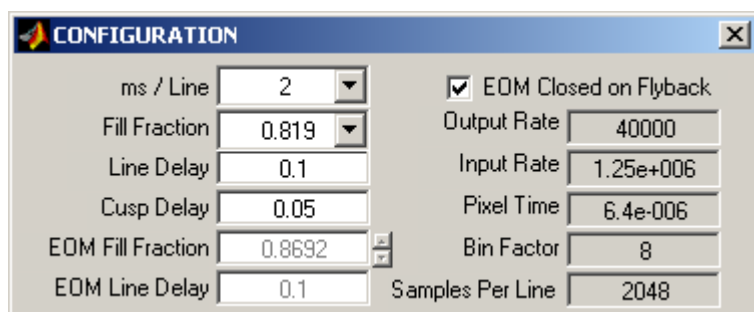 CONFIGURATION
ms / Line 2
EOM Closed on Flyback
Fill Fraction 0.819
Output Rate 40000
Line Delay 0.1
Input Rate 1.25e+006
Cusp Delay 0.05
Pixel Time 6.4e-006
EOM Fill Fraction 0.8692
Bin Factor 8
EOM Line Delay 0.1
Samples Per Line 2048